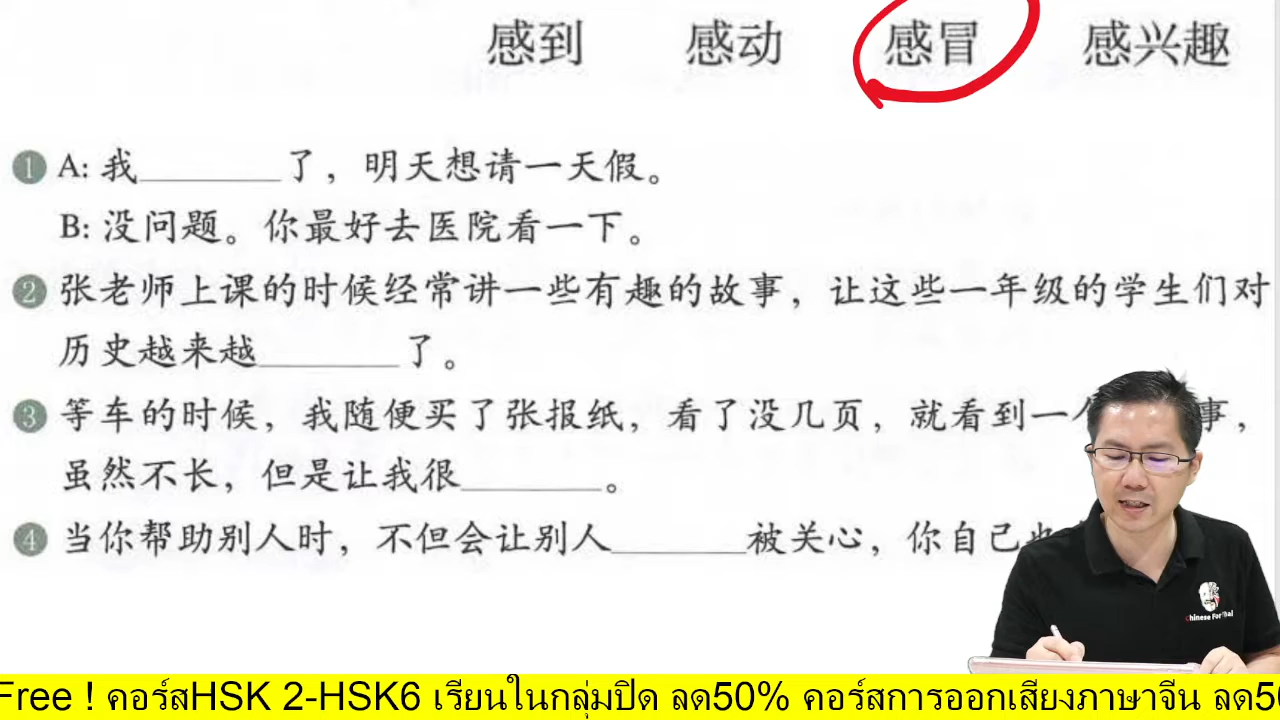 感到 感动 感冒 感兴趣
1 A: 我______了，明天想请一天假。
B: 没问题。你最好去医院看一下。
2 张老师上课的时候经常讲一些有趣的故事，让这些一年级的学生们对
历史越来越______了。
3 等车的时候，我随便买了张报纸，看了没几页，就看到一个 事，
虽然不长，但是让我很______。
4 当你帮助别人时，不但会让别人______被关心，你自己也
Chinese For Thai
Free ! คอร์สHSK 2-HSK6 เรียนในกลุ่มปิด ลด50% คอร์สการออกเสียงภาษาจีน ลด5